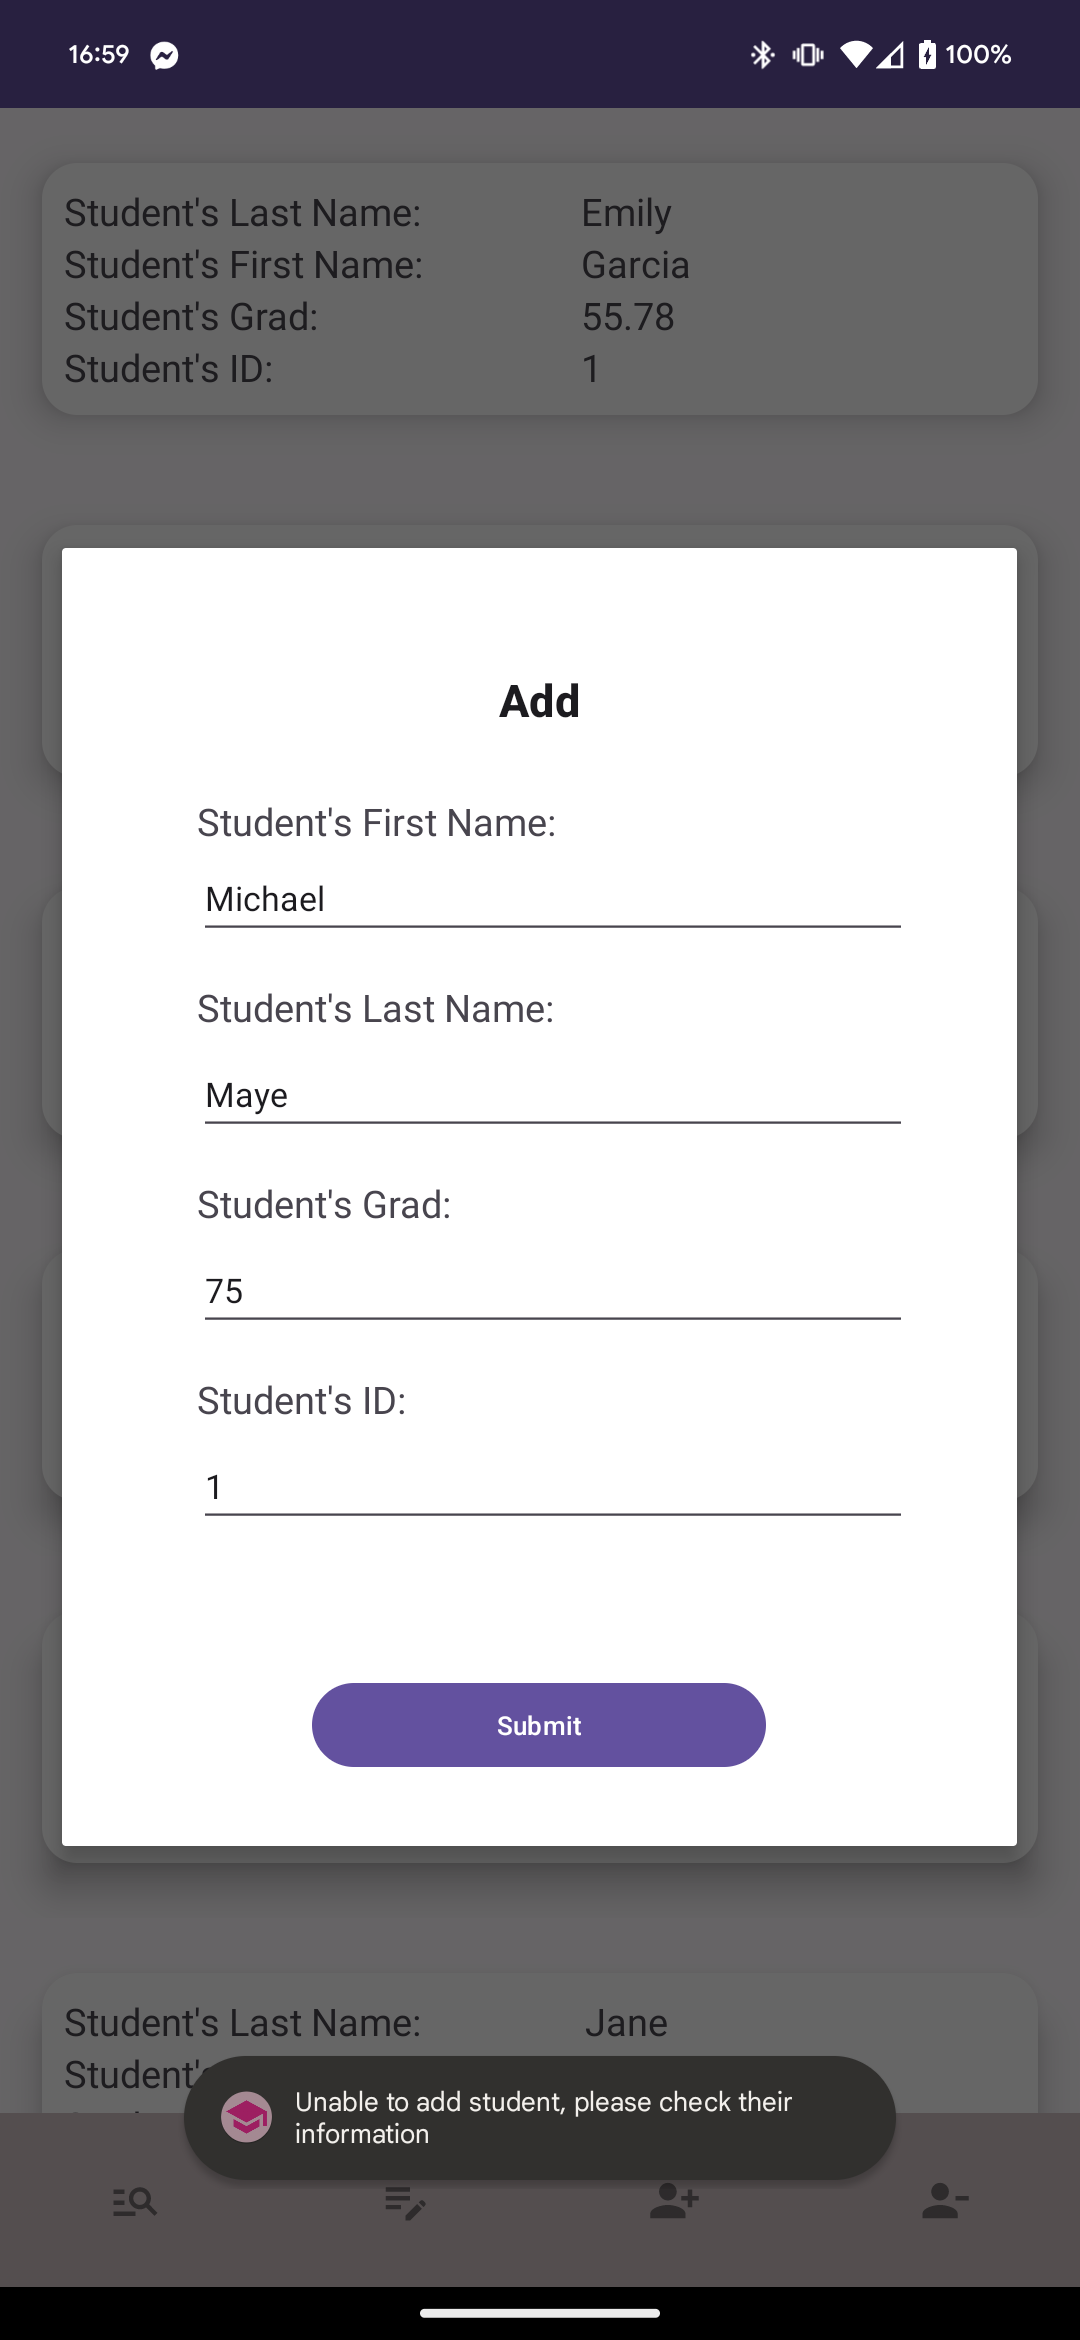 16:59
100%
Student's Last Name: Emily
Student's First Name: Garcia
Student's Grad: 55.78
Student's ID: 1
Add
Student's First Name:
Michael
Student's Last Name:
Maye
Student's Grad:
75
Student's ID:
1
Submit
Student's Last Name: Jane
Student's
Unable to add student, please check their
information